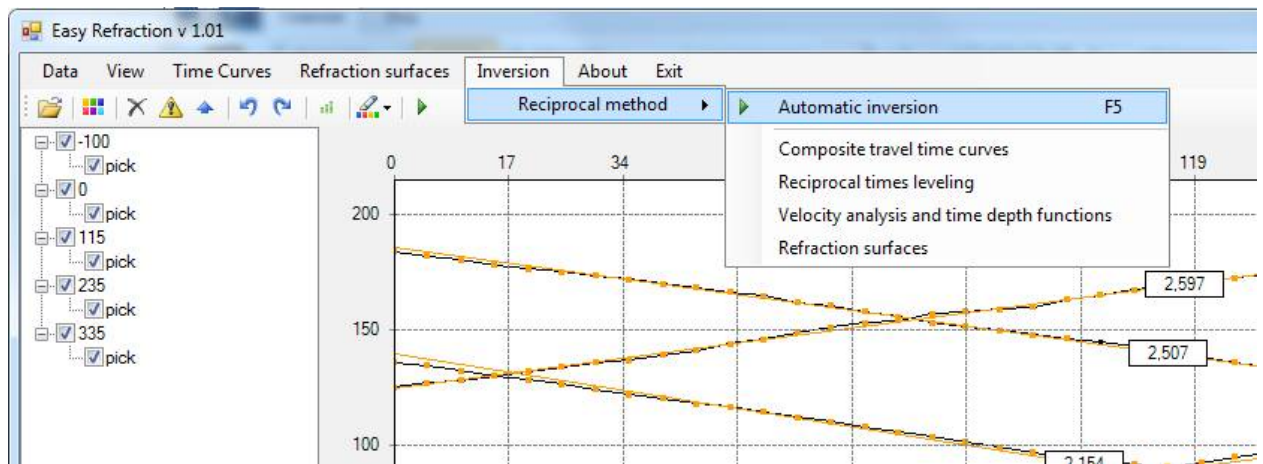 Easy Refraction v 1.01
Data View Time Curves Refraction surfaces Inversion About Exit
Reciprocal method
Automatic inversion F5
Composite travel time curves
Reciprocal times leveling
Velocity analysis and time depth functions
Refraction surfaces
-100
pick
0
pick
115
pick
235
pick
335
pick
0 17 34 119
200
150
100
2,597
2,507
2,154